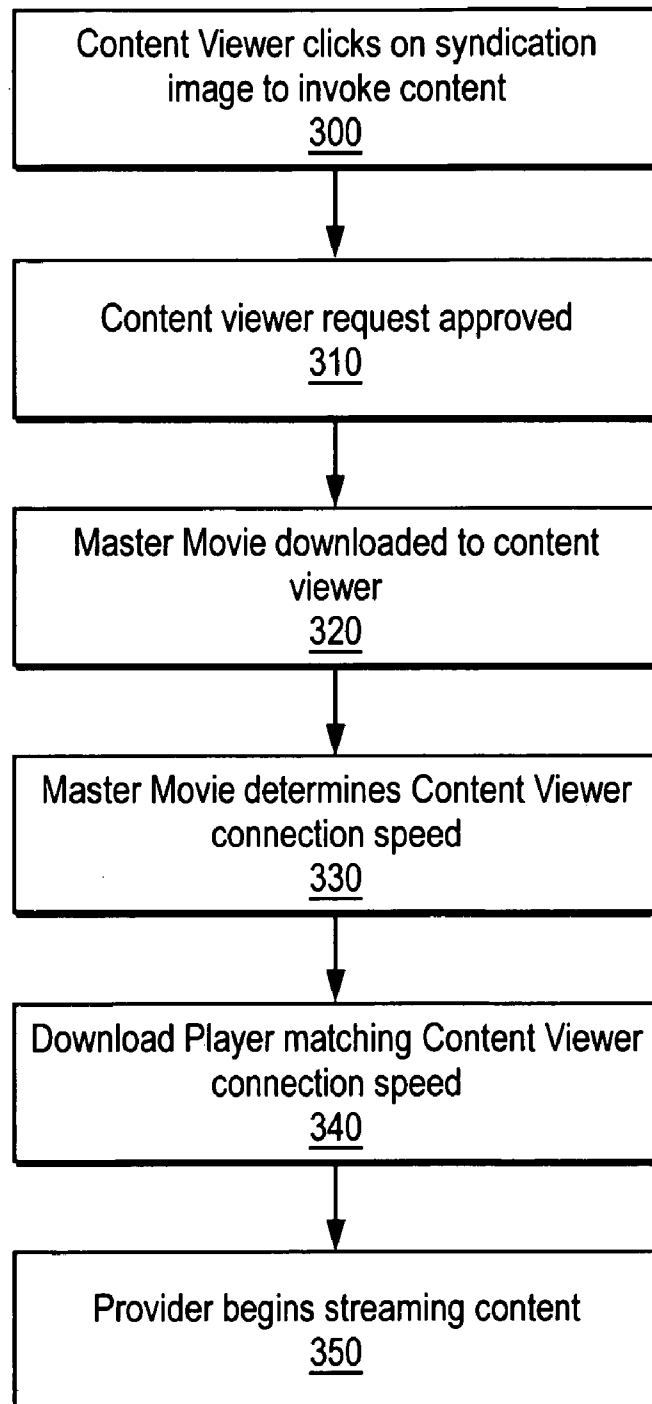 Content Viewer clicks on syndication
image to invoke content
300
Content viewer request approved
310
Master Movie downloaded to content
viewer
320
Master Movie determines Content Viewer
connection speed
330
Download Player matching Content Viewer
connection speed
340
Provider begins streaming content
350